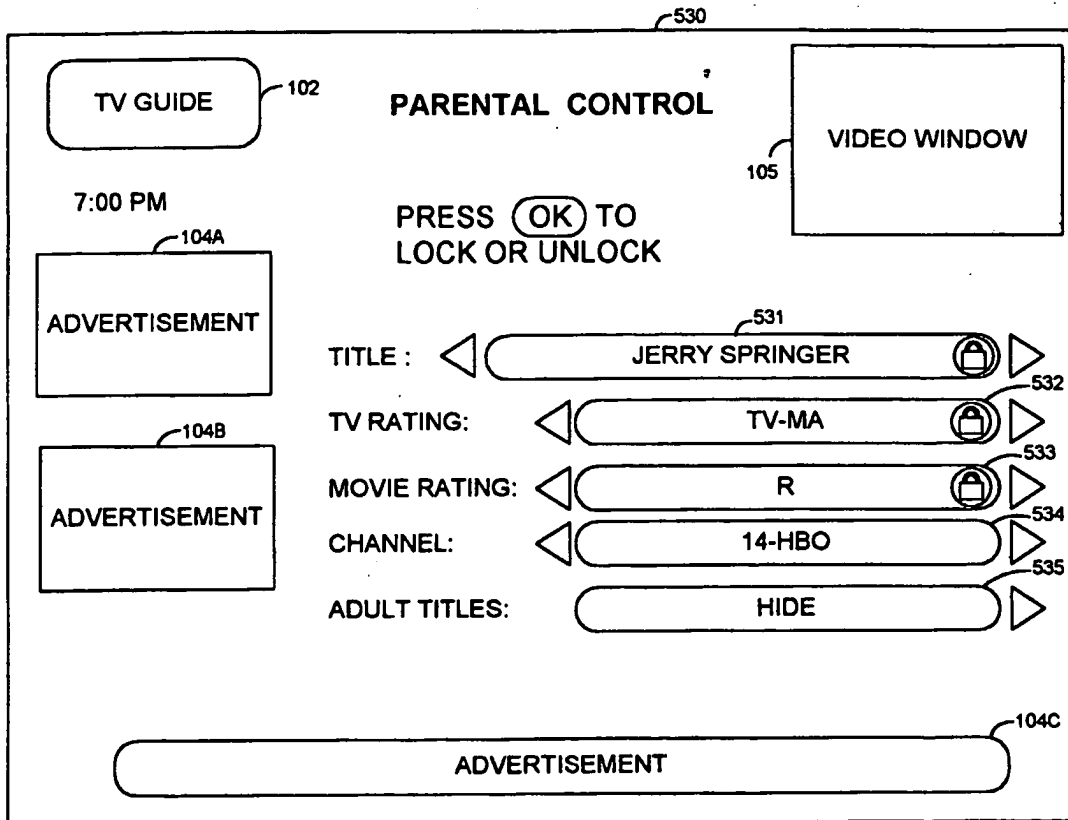 530
TV GUIDE
102
PARENTAL CONTROL
VIDEO WINDOW
105
7:00 PM
PRESS OK TO
LOCK OR UNLOCK
104A
ADVERTISEMENT
531
TITLE : JERRY SPRINGER
532
TV RATING: TV-MA
104B
ADVERTISEMENT
533
MOVIE RATING: R
534
CHANNEL: 14-HBO
535
ADULT TITLES: HIDE
104C
ADVERTISEMENT